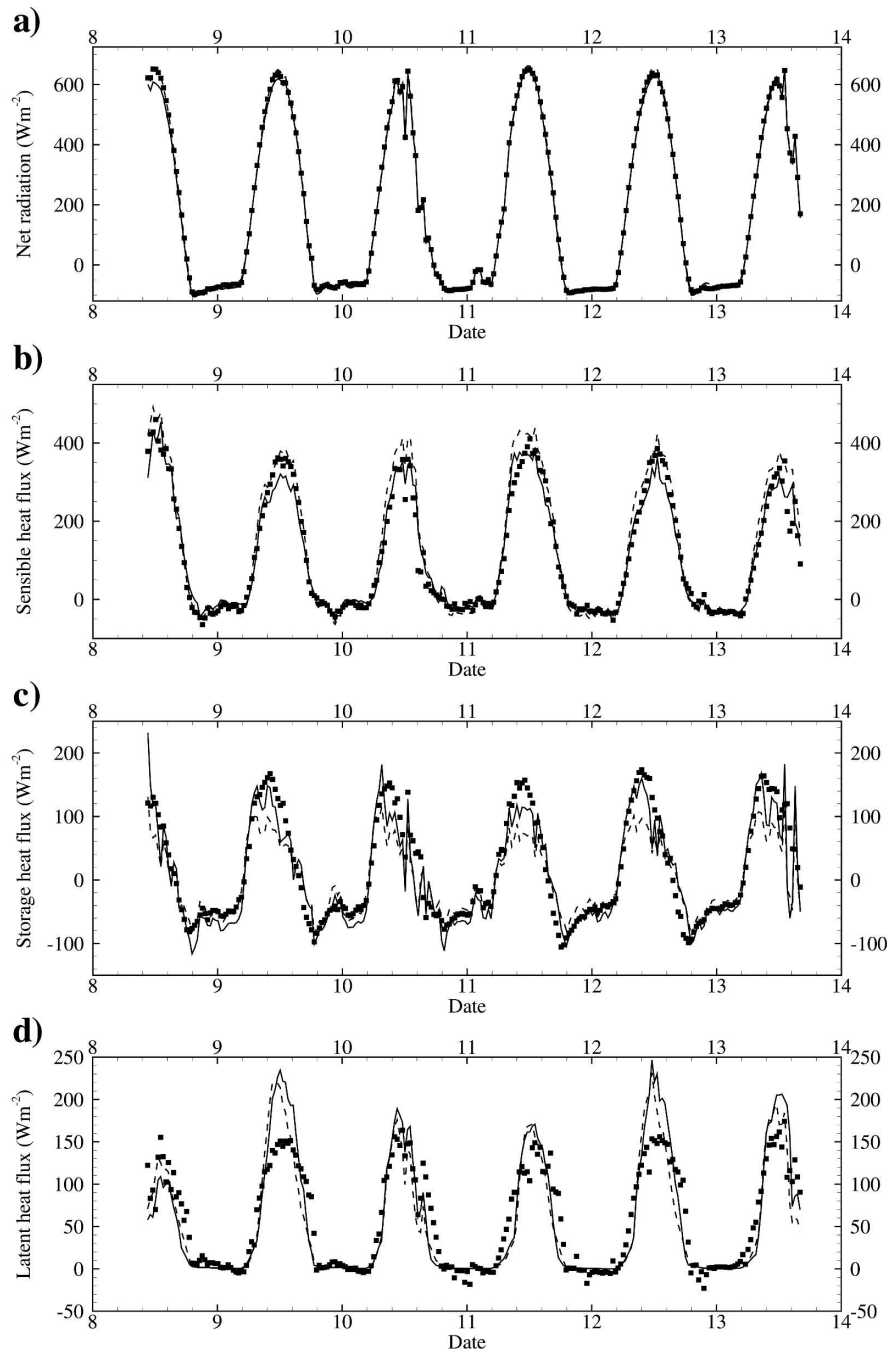 a)
8 9 10 11 12 13 14
600 600
400 400
200 200
0 0
Net radiation (Wm-2)
8 9 10 11 12 13 14
Date
b)
8 9 10 11 12 13 14
400 400
200 200
0 0
Sensible heat flux (Wm-2)
8 9 10 11 12 13 14
Date
c)
8 9 10 11 12 13 14
200 200
100 100
0 0
-100 -100
Storage heat flux (Wm-2)
8 9 10 11 12 13 14
Date
d)
8 9 10 11 12 13 14
250 250
200 200
150 150
100 100
50 50
0 0
-50 -50
Latent heat flux (Wm-2)
8 9 10 11 12 13 14
Date